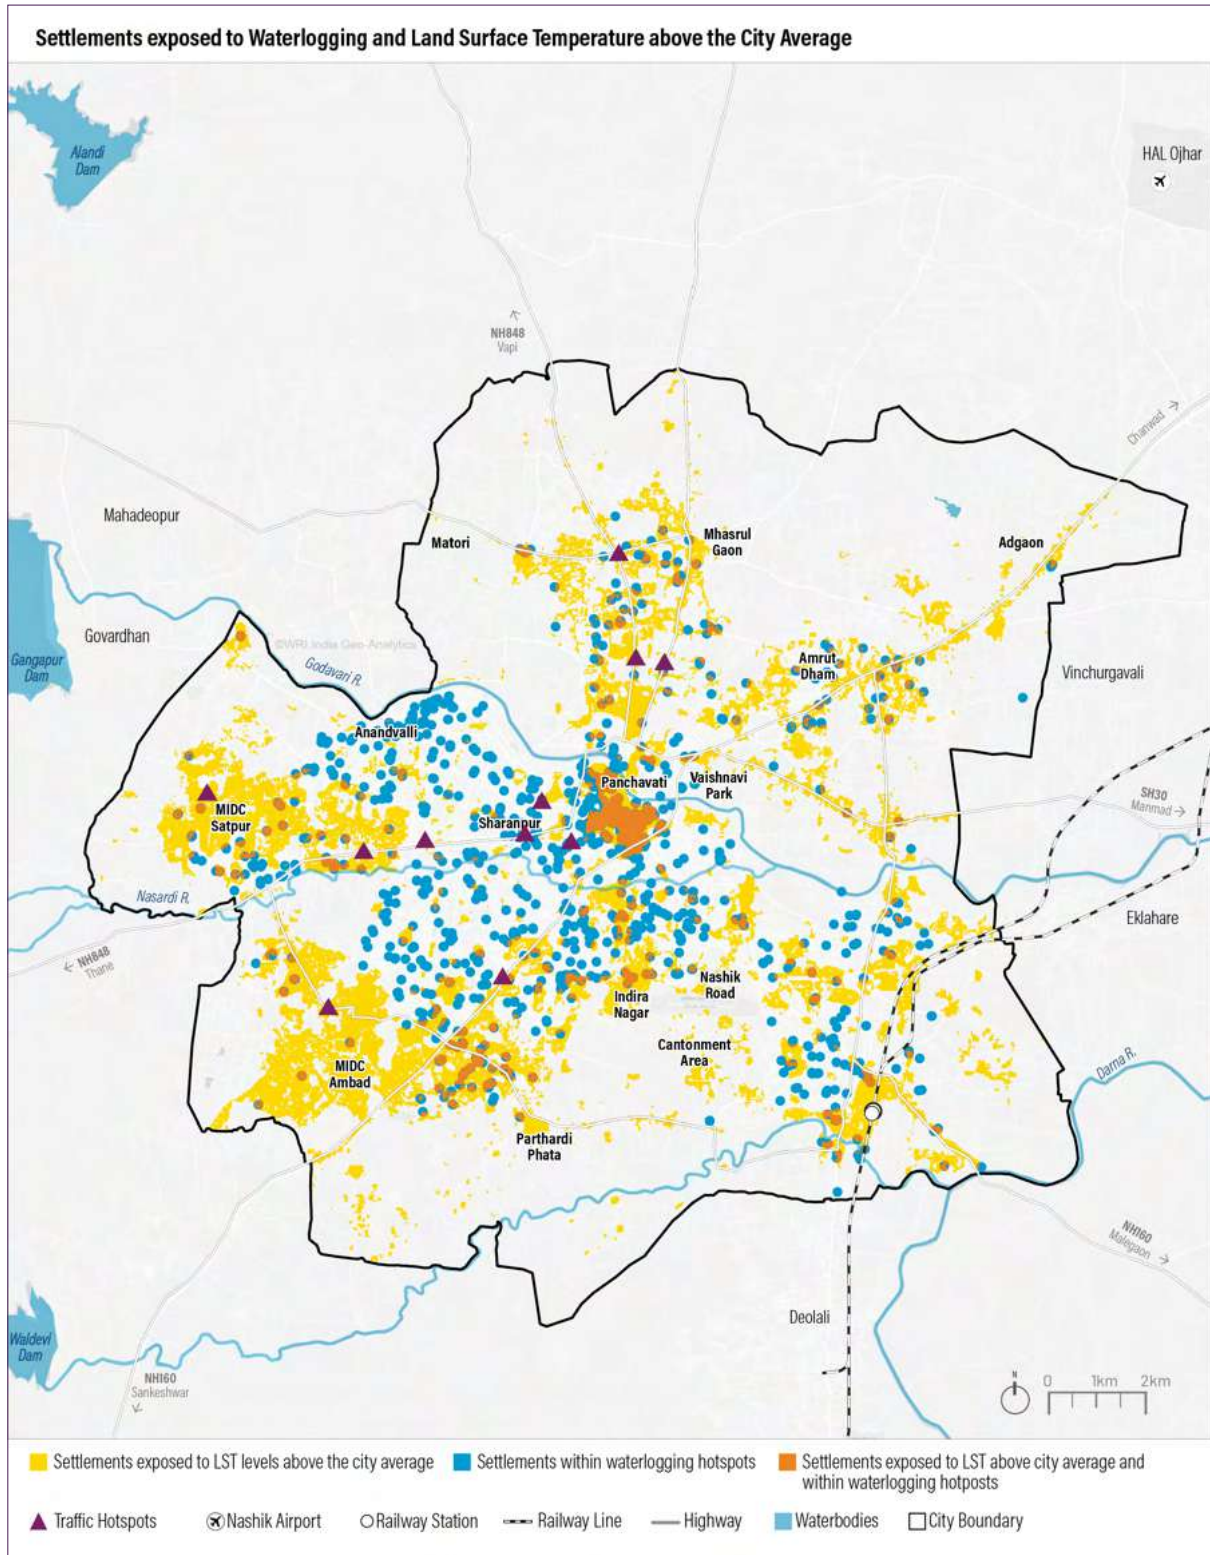 Settlements exposed to Waterlogging and Land Surface Temperature above the City Average
Alandi
Dam
HAL Ojhar
NH848
Vapi
Chanwad
Mahadeopur
Matori
Mhasrul
Gaon
Adgaon
©WRI India Geo-Analytics
Govardhan
Gangapur
Dam
Godavari R.
Amrut
Dham
Vinchurgavali
Anandvalli
Panchavati
Vaishnavi
Park
SH30
Manmad
MIDC
Satpur
Sharanpur
Nasardi R.
NH848
Thane
Eklahare
Indira
Nagar
Nashik
Road
Cantonment
Area
MIDC
Ambad
Darna R.
Parthardi
Phata
NH160
Malegaon
Deolali
Waldevi
Dam
NH160
Sankeshwar
N
0 1km 2km
Settlements exposed to LST levels above the city average
Settlements within waterlogging hotspots
Settlements exposed to LST above city average and
within waterlogging hotposts
Traffic Hotspots
Nashik Airport
Railway Station
Railway Line
Highway
Waterbodies
City Boundary